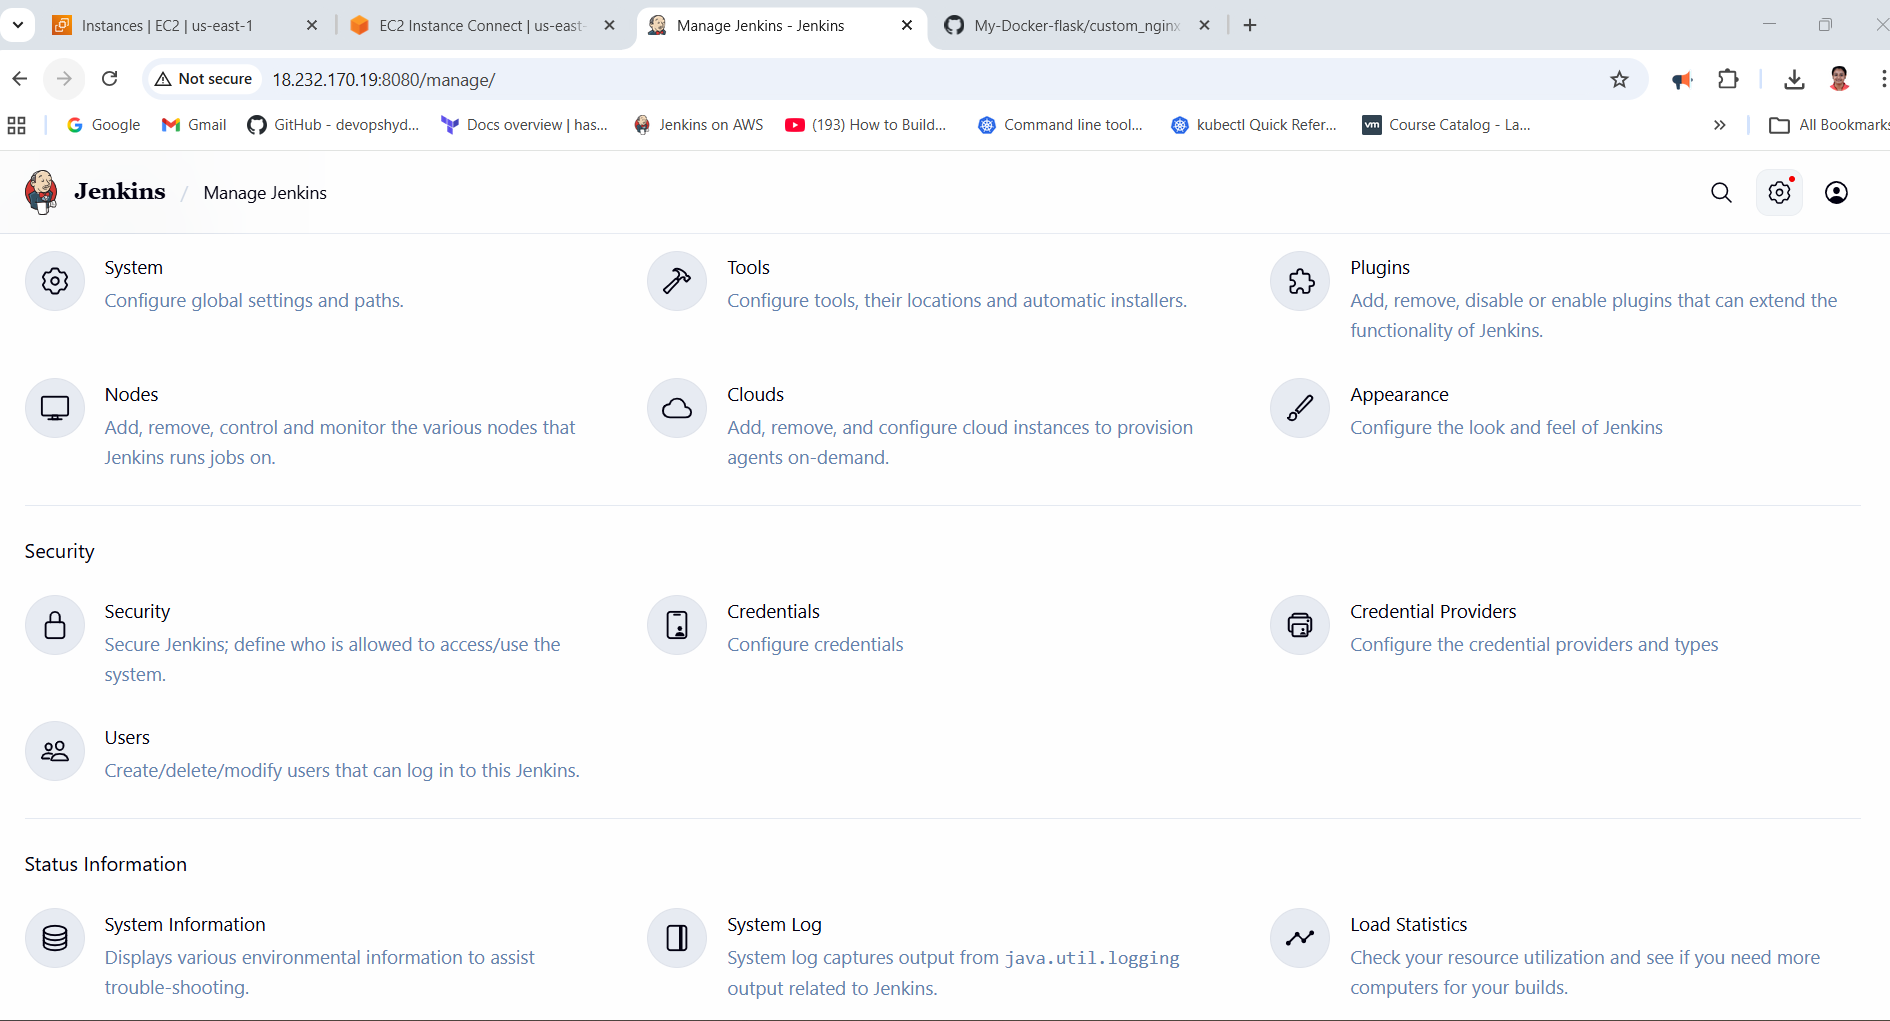 Instances | EC2 | us-east-1
EC2 Instance Connect | us-east-
Manage Jenkins - Jenkins
My-Docker-flask/custom_nginx
Not secure
18.232.170.19:8080/manage/
Google
Gmail
GitHub - devopshyd...
Docs overview | has...
Jenkins on AWS
(193) How to Build...
Command line tool...
kubectl Quick Refer...
vm
Course Catalog - La...
All Bookmarks
Jenkins / Manage Jenkins
System
Configure global settings and paths.
Tools
Configure tools, their locations and automatic installers.
Plugins
Add, remove, disable or enable plugins that can extend the
functionality of Jenkins.
Nodes
Add, remove, control and monitor the various nodes that
Jenkins runs jobs on.
Clouds
Add, remove, and configure cloud instances to provision
agents on-demand.
Appearance
Configure the look and feel of Jenkins
Security
Security
Secure Jenkins; define who is allowed to access/use the
system.
Credentials
Configure credentials
Credential Providers
Configure the credential providers and types
Users
Create/delete/modify users that can log in to this Jenkins.
Status Information
System Information
Displays various environmental information to assist
trouble-shooting.
System Log
System log captures output from java.util.logging
output related to Jenkins.
Load Statistics
Check your resource utilization and see if you need more
computers for your builds.